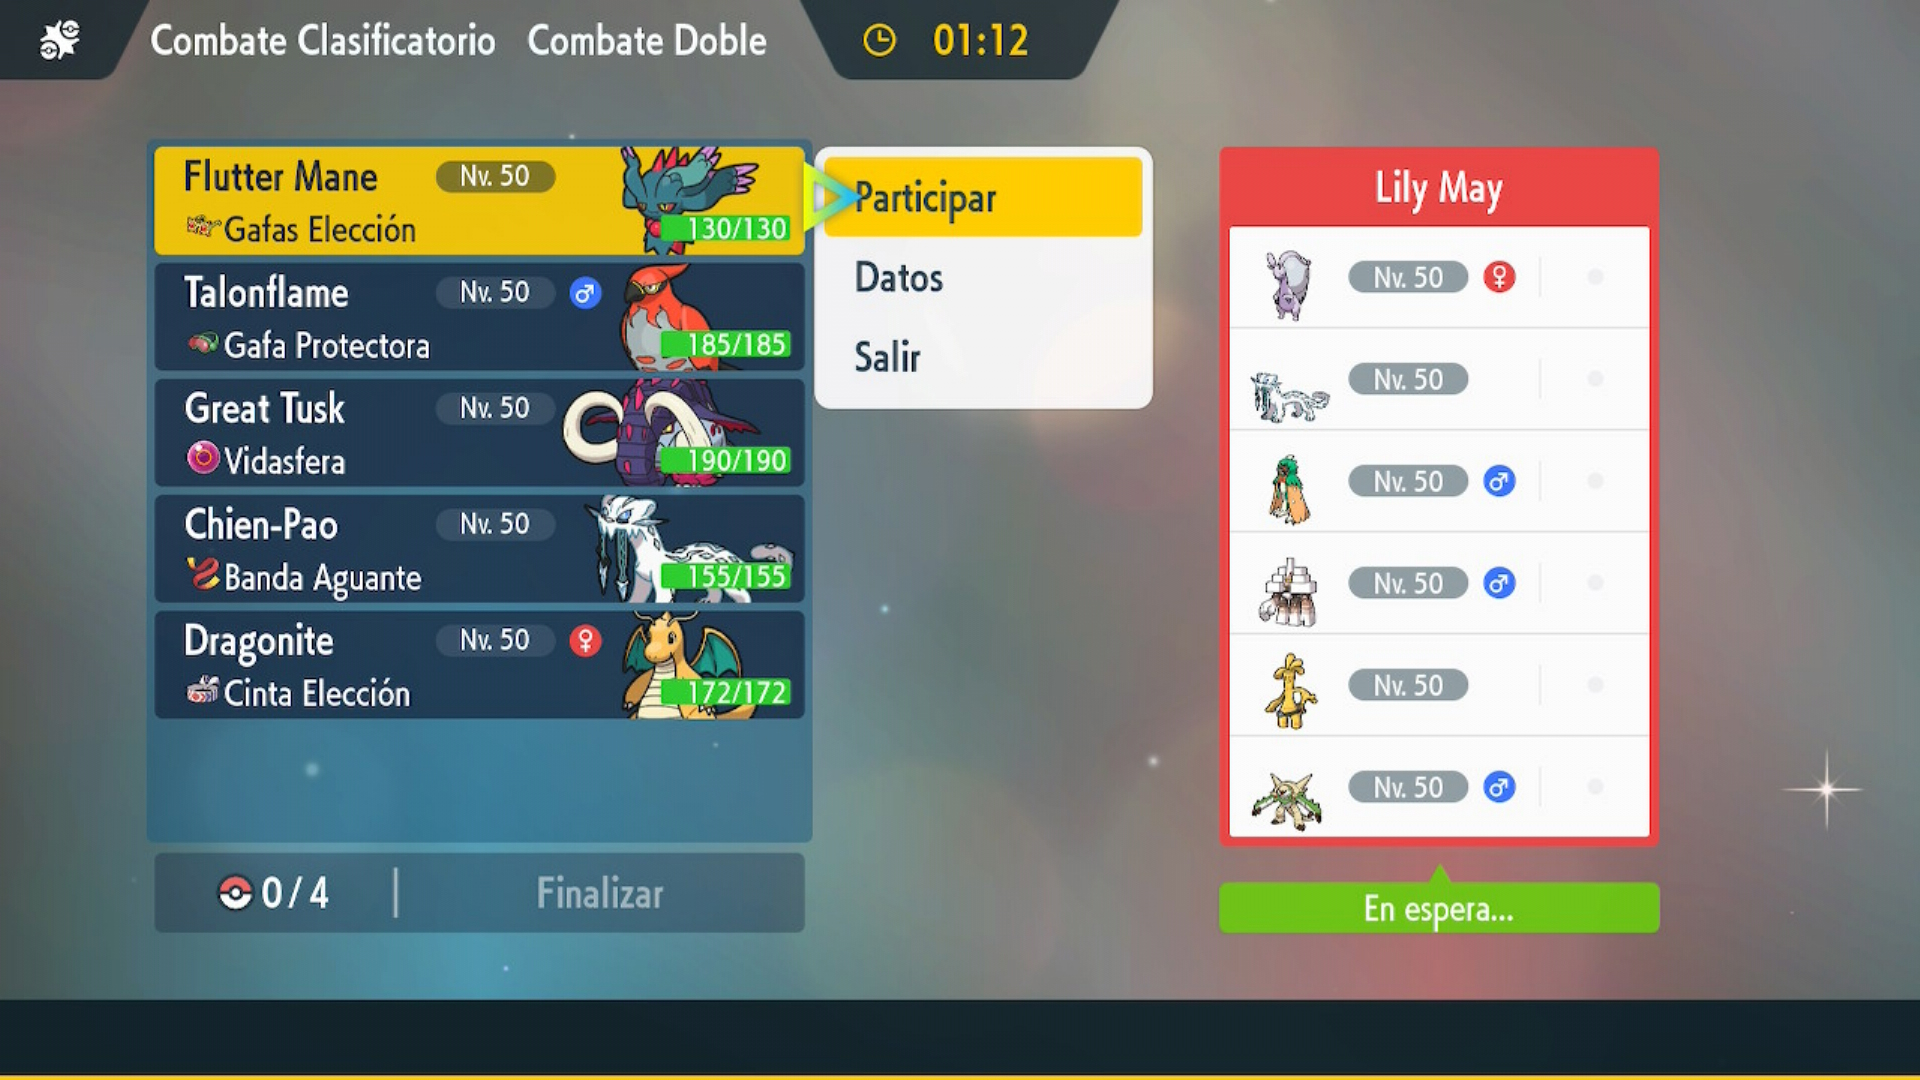 Combate Clasificatorio Combate Doble 01:12
Flutter Mane Nv. 50
Gafas Elección 130/130
Talonflame Nv. 50 ♂
Gafa Protectora 185/185
Great Tusk Nv. 50
Vidasfera 190/190
Chien-Pao Nv. 50
Banda Aguante 155/155
Dragonite Nv. 50 ♀
Cinta Elección 172/172
0/4 Finalizar
Participar
Datos
Salir
Lily May
Nv. 50 ♀
Nv. 50
Nv. 50 ♂
Nv. 50 ♂
Nv. 50
Nv. 50 ♂
En espera...